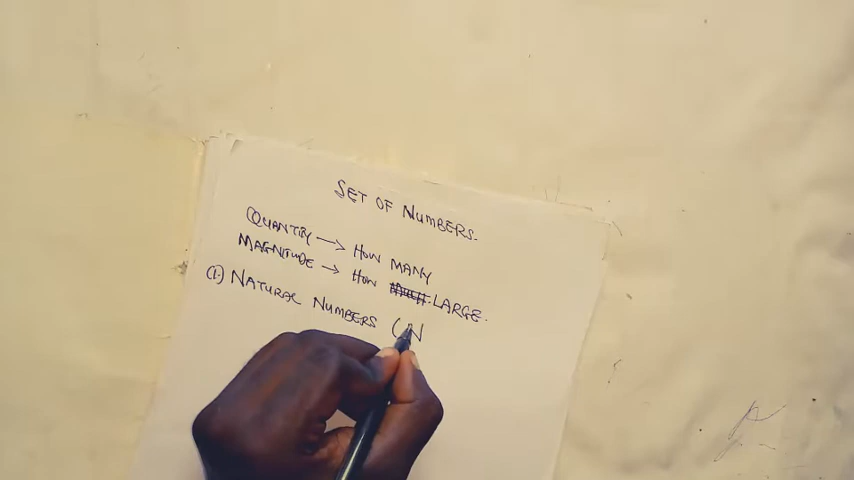 SET OF NUMBERS.
QUANTITY → HOW MANY
MAGNITUDE → HOW LARGE.
(1.) NATURAL NUMBERS (N